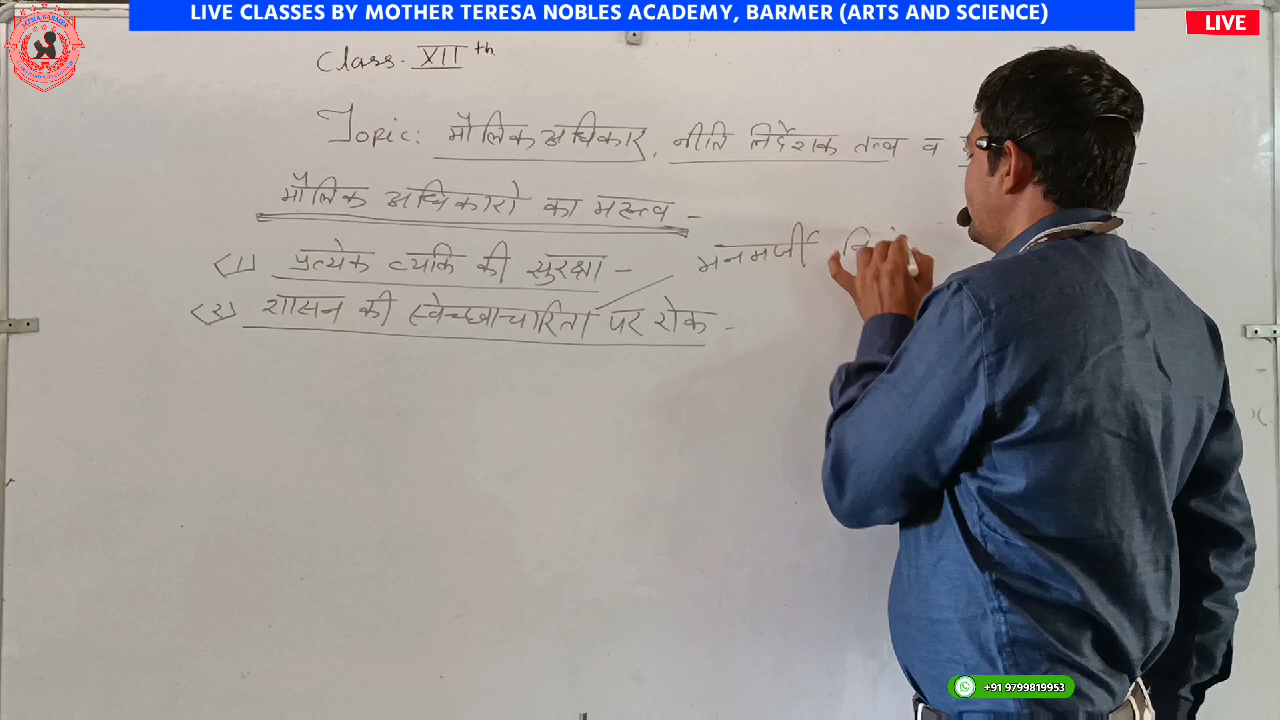 LIVE CLASSES BY MOTHER TERESA NOBLES ACADEMY, BARMER (ARTS AND SCIENCE)
LIVE
Class - XII th
Topic: मौलिक अधिकार, नीति निर्देशक तत्व व
मौलिक अधिकारो का महत्व -
(1) प्रत्येक व्यक्ति की सुरक्षा -
मनमर्जी
(2) शासन की स्वेच्छाचारिता पर रोक -
+91 9799819953